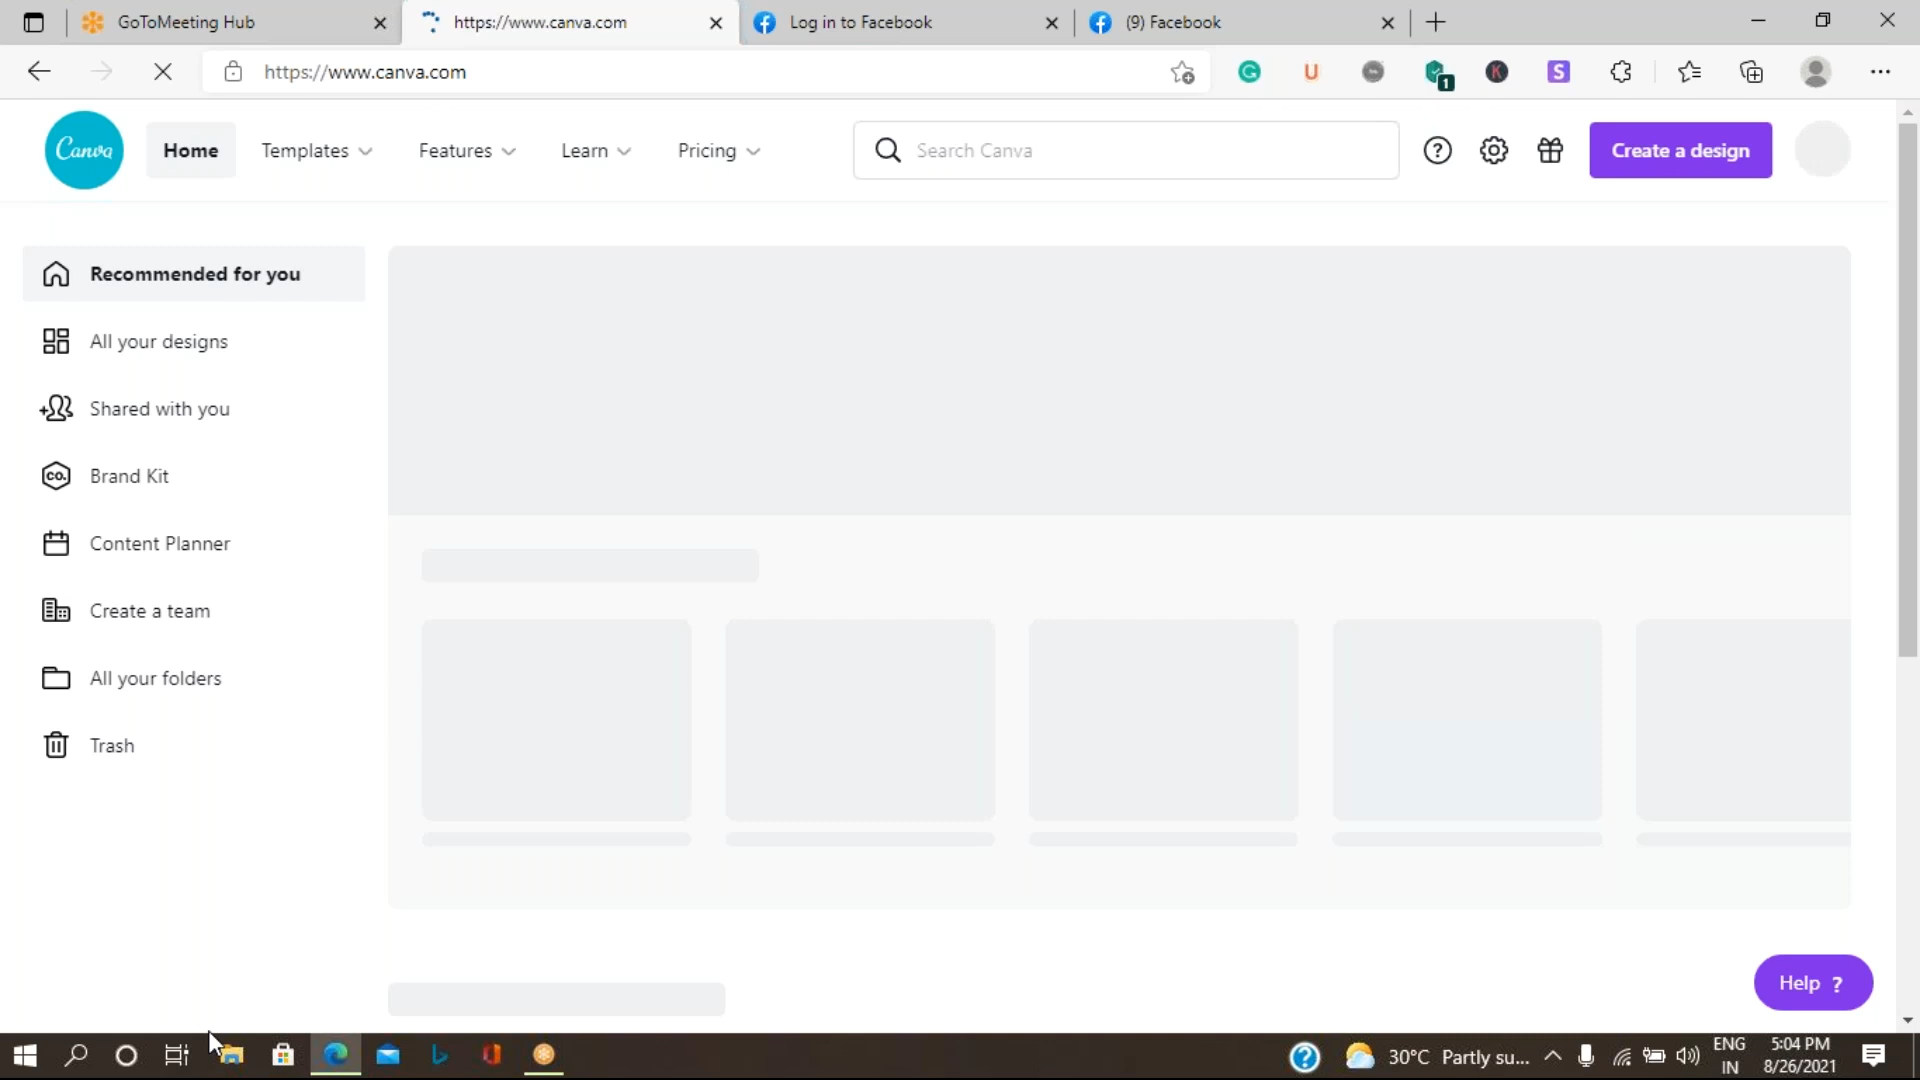 GoToMeeting Hub
https://www.canva.com
Log in to Facebook
(9) Facebook
https://www.canva.com
1
Canva
Home
Templates
Features
Learn
Pricing
Search Canva
Create a design
Recommended for you
All your designs
Shared with you
CO. Brand Kit
Content Planner
Create a team
All your folders
Trash
Help ?
30°C Partly su...
ENG
IN
5:04 PM
8/26/2021